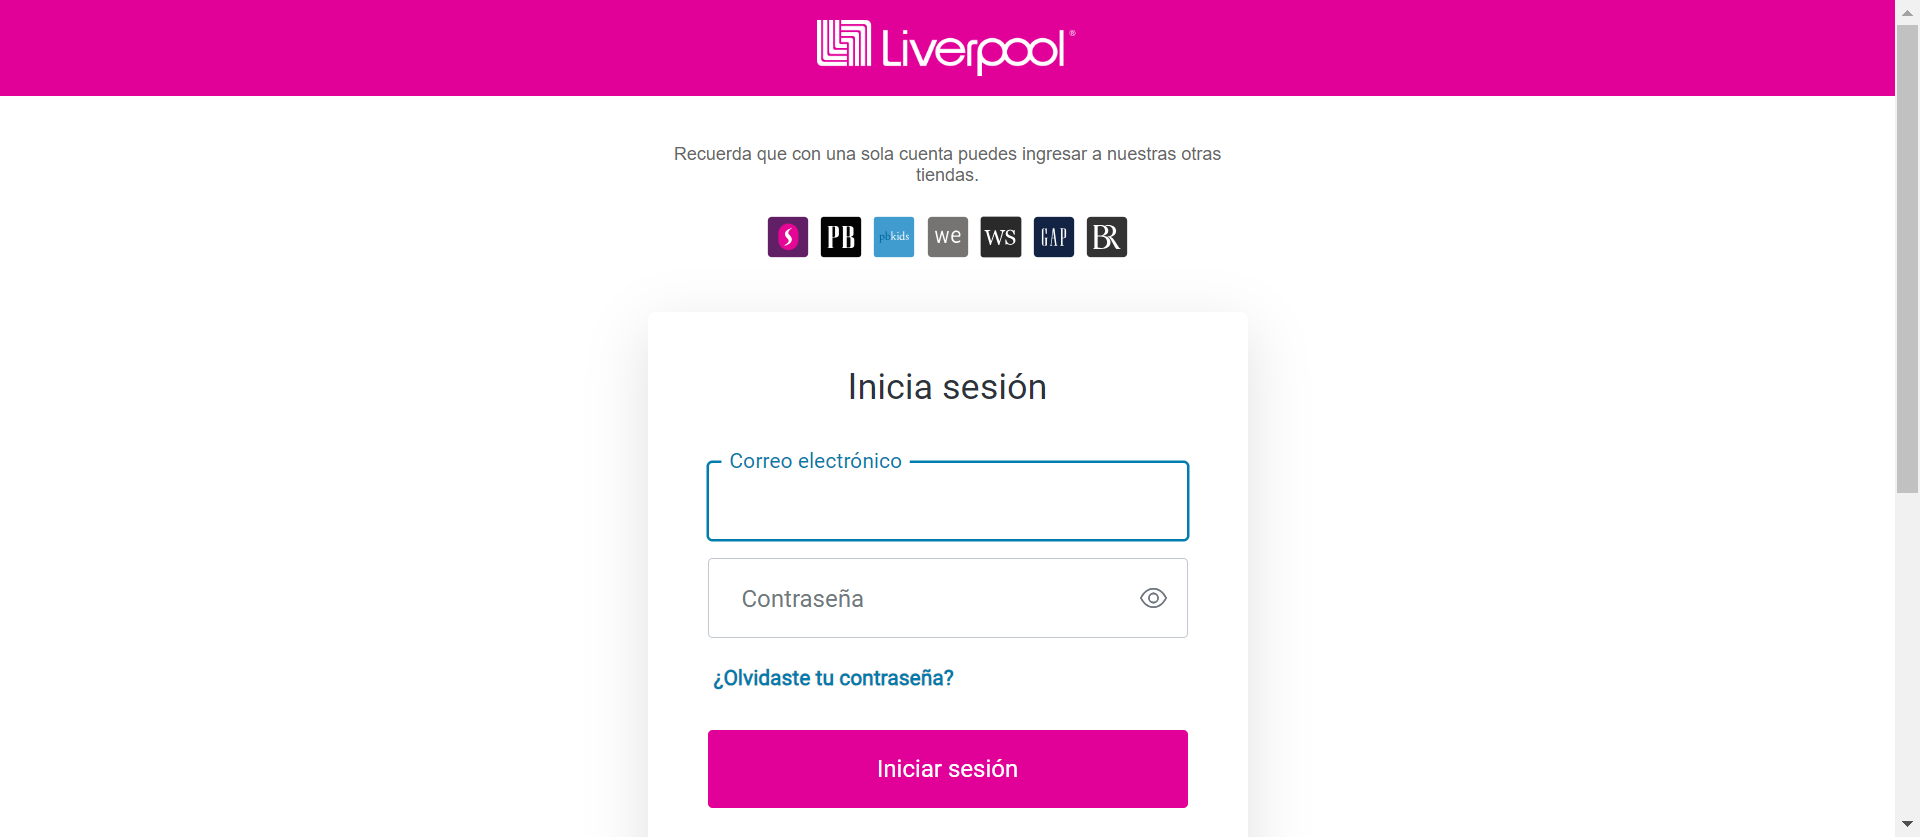 Liverpool®
Recuerda que con una sola cuenta puedes ingresar a nuestras otras
tiendas.
S PB pbkids we WS GAP BR
Inicia sesión
Correo electrónico
Contraseña
¿Olvidaste tu contraseña?
Iniciar sesión